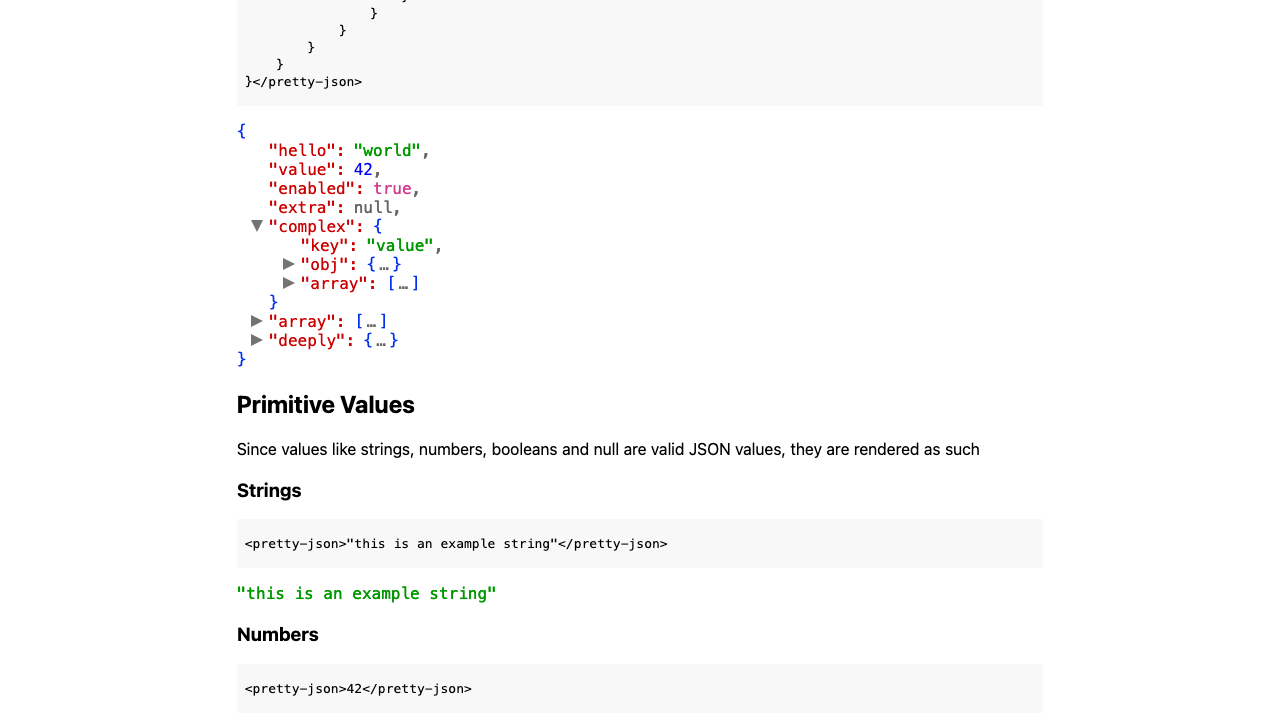 }
            }
        }
    }
}</pretty-json>
{
"hello": "world",
"value": 42,
"enabled": true,
"extra": null,
▼ "complex": {
"key": "value",
▶ "obj": {…}
▶ "array": […]
}
▶ "array": […]
▶ "deeply": {…}
}
Primitive Values
Since values like strings, numbers, booleans and null are valid JSON values, they are rendered as such
Strings
<pretty-json>"this is an example string"</pretty-json>
"this is an example string"
Numbers
<pretty-json>42</pretty-json>